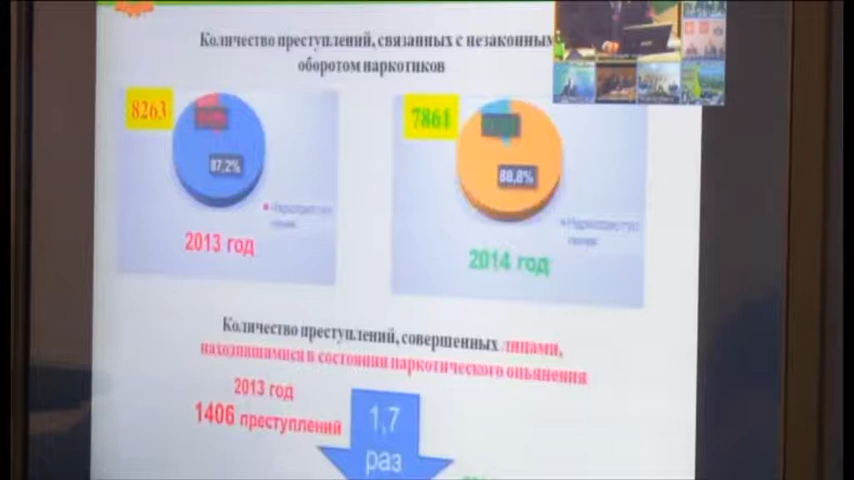 Количество преступлений, связанных с незаконным
оборотом наркотиков
8263
87,2%
2013 год
7861
88,8%
2014 год
Количество преступлений, совершенных лицами,
находившимися в состоянии наркотического опьянения
2013 год
1406 преступлений
1,7
раз